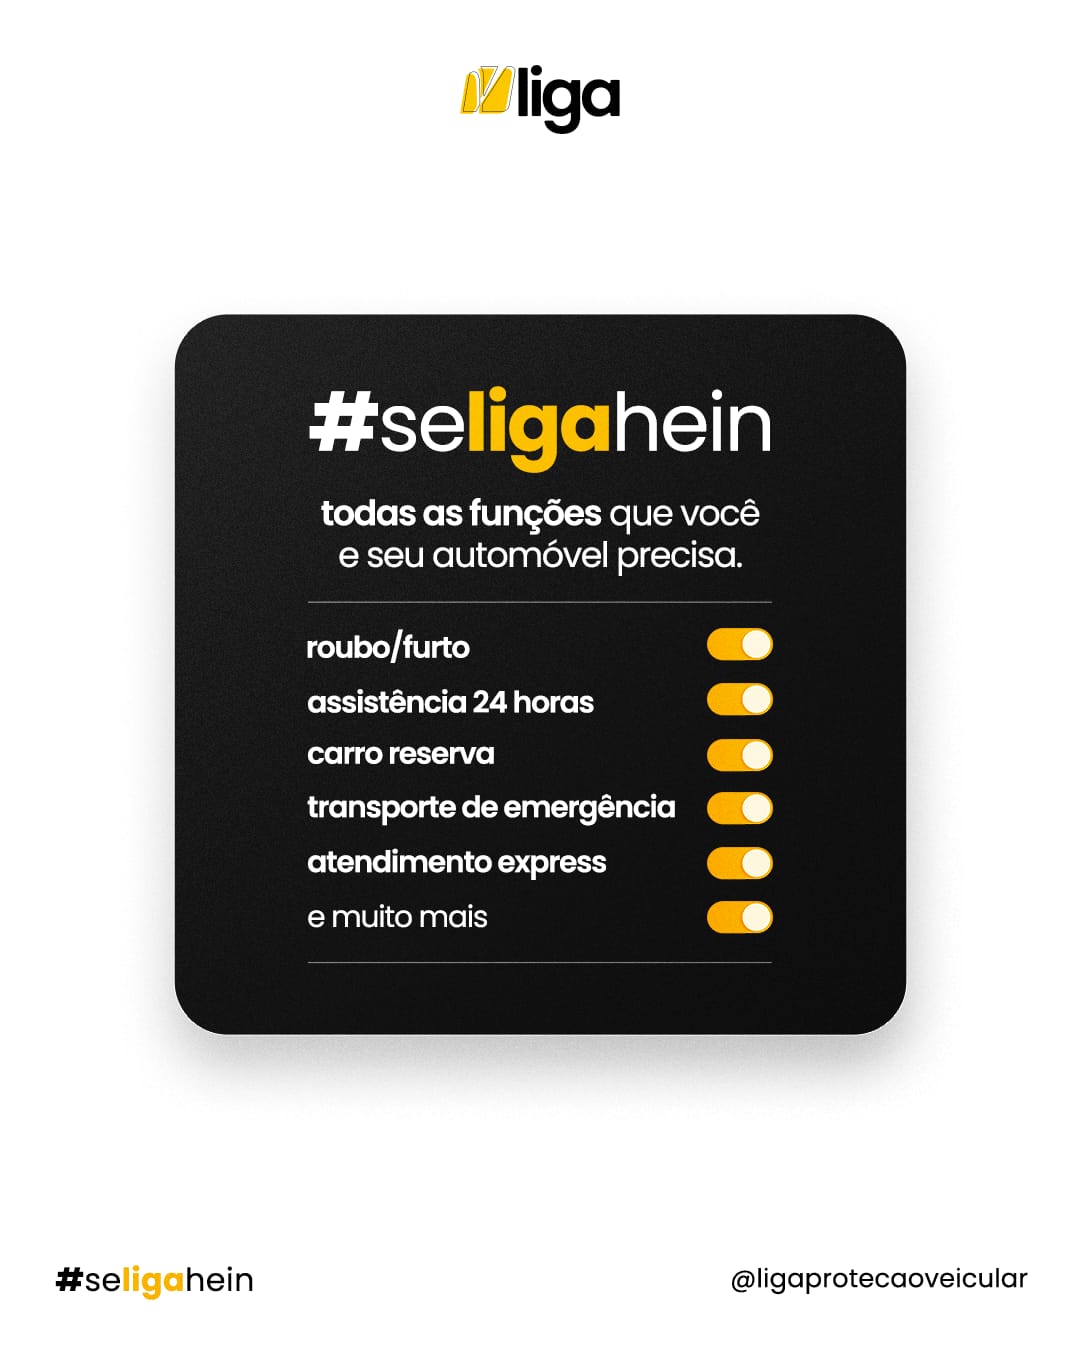 liga
#seligahein
todas as funções que você
e seu automóvel precisa.
roubo/furto
assistência 24 horas
carro reserva
transporte de emergência
atendimento express
e muito mais
#seligahein
@ligaprotecaoveicular